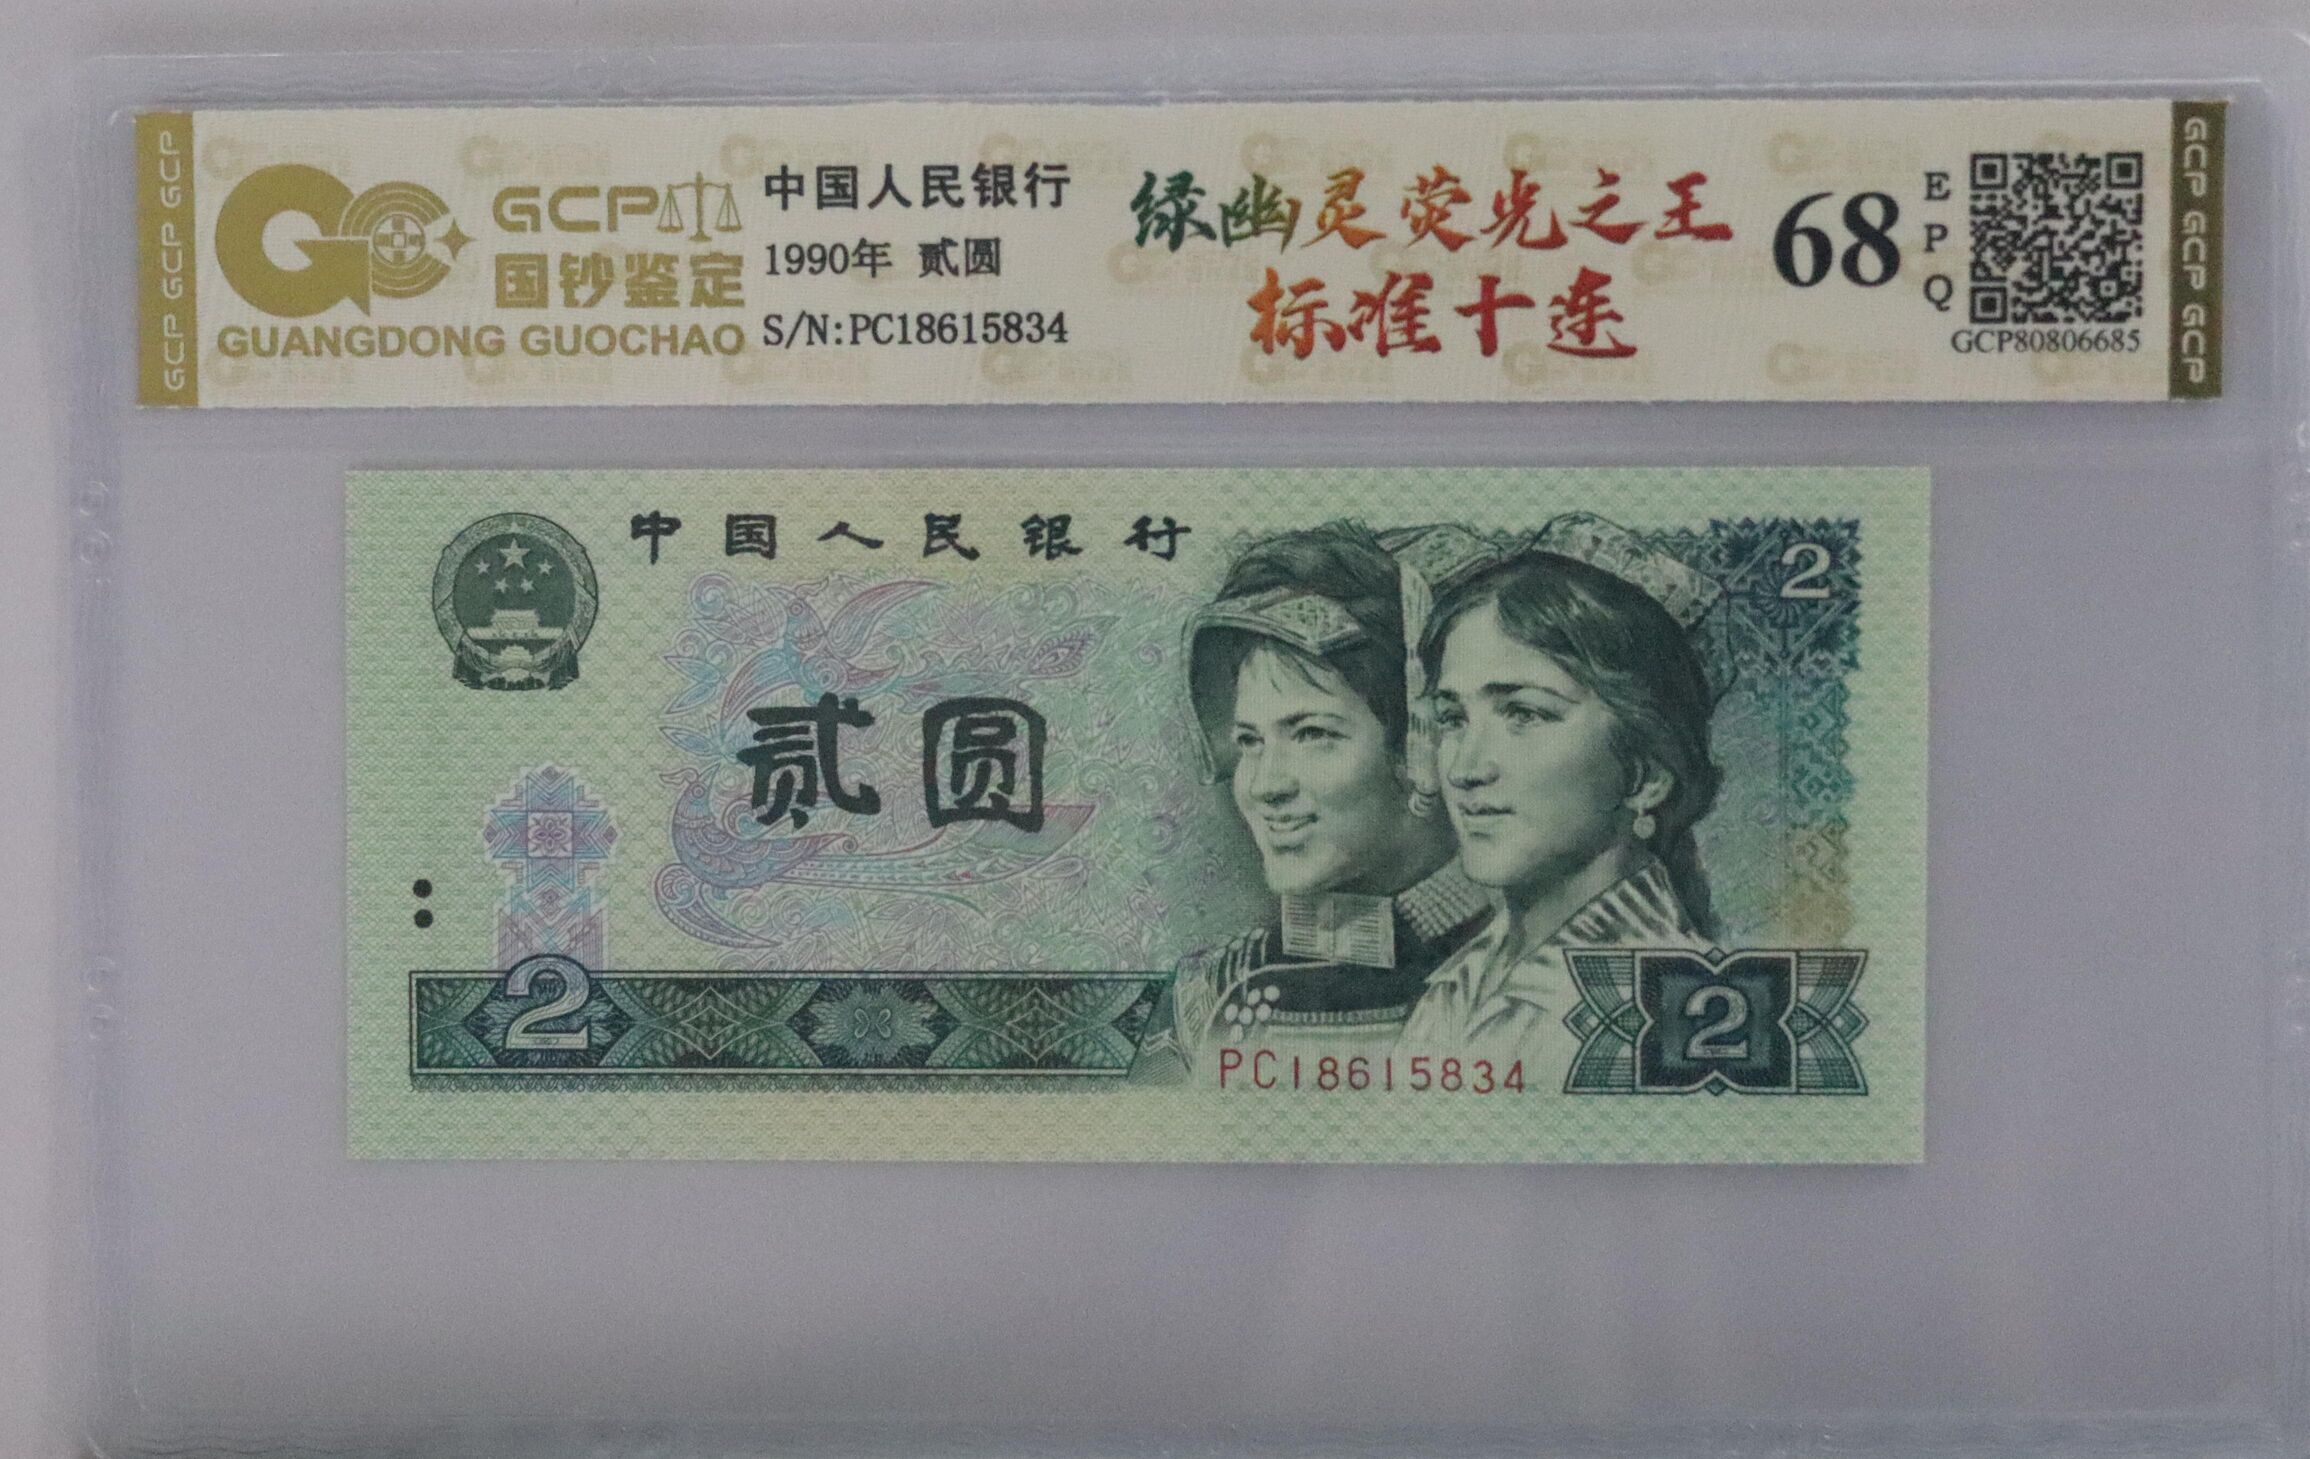 GCP GCP GCP
GCP
国钞鉴定
GUANGDONG GUOCHAO
中国人民银行
1990年 贰圆
S/N:PC18615834
绿幽灵荧光之王
标准十连
68
EPQ
GCP80806685
GCP GCP GCP
中国人民银行
2
贰圆
2
PC18615834
2